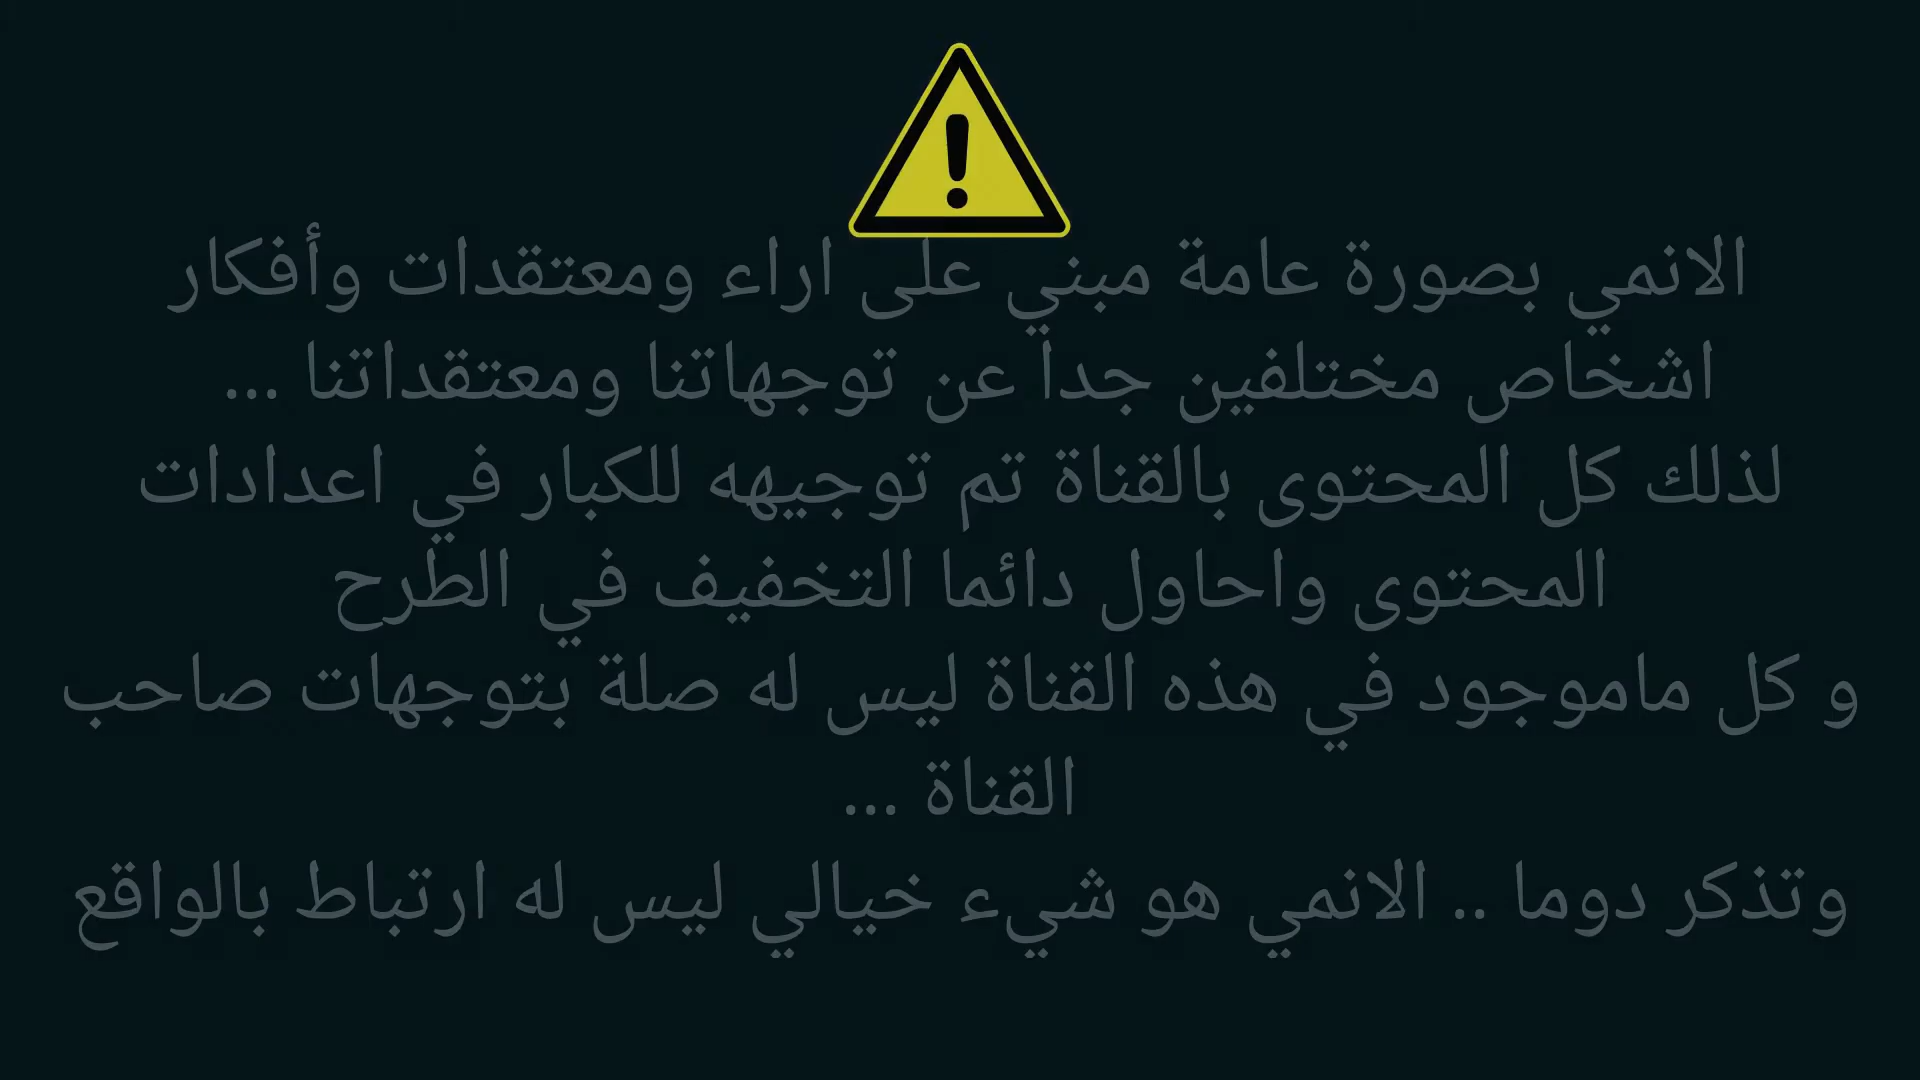 الانمي بصورة عامة مبني على اراء ومعتقدات وأفكار
اشخاص مختلفين جداً عن توجهاتنا ومعتقداتنا ...
لذلك كل المحتوى بالقناة تم توجيهه للكبار في اعدادات
المحتوى واحاول دائما التخفيف في الطرح
و كل ماموجود في هذه القناة ليس له صلة بتوجهات صاحب
القناة ...
وتذكر دوما .. الانمي هو شيء خيالي ليس له ارتباط بالواقع